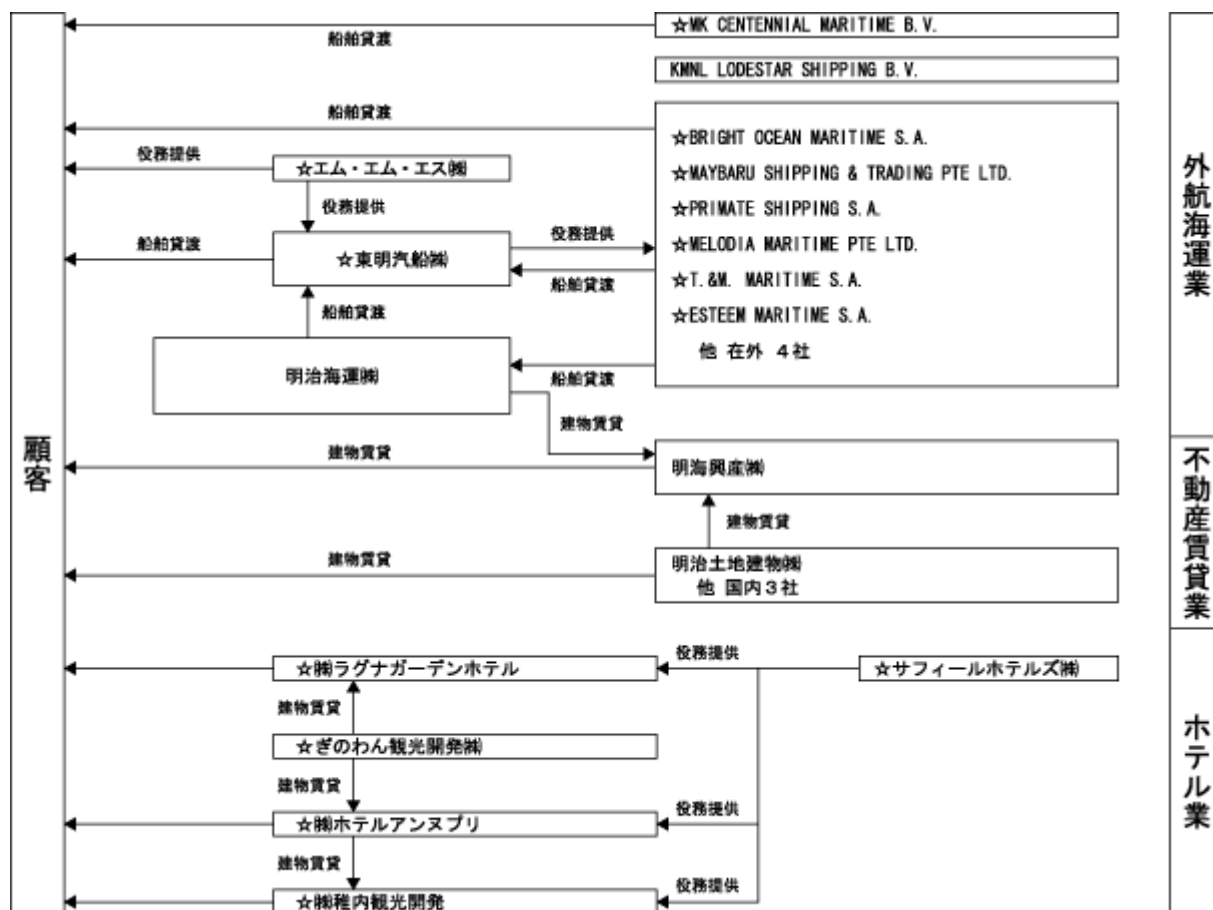 ☆MK CENTENNIAL MARITIME B.V.
船舶貸渡
KMNL LODESTAR SHIPPING B.V.
船舶貸渡
☆BRIGHT OCEAN MARITIME S.A.
☆MAYBARU SHIPPING & TRADING PTE LTD.
☆PRIMATE SHIPPING S.A.
☆MELODIA MARITIME PTE LTD.
☆T.&M. MARITIME S.A.
☆ESTEEM MARITIME S.A.
他 在外 4社
役務提供
☆エム・エム・エス㈱
役務提供
船舶貸渡
☆東明汽船㈱
役務提供
船舶貸渡
船舶貸渡
明治海運㈱
船舶貸渡
建物賃貸
建物賃貸
明海興産㈱
建物賃貸
建物賃貸
明治土地建物㈱
他 国内3社
☆㈱ラグナガーデンホテル
役務提供
☆サフィールホテルズ㈱
建物賃貸
☆ぎのわん観光開発㈱
建物賃貸
☆㈱ホテルアンヌプリ
役務提供
建物賃貸
☆㈱稚内観光開発
役務提供
顧客
外航海運業
不動産賃貸業
ホテル業